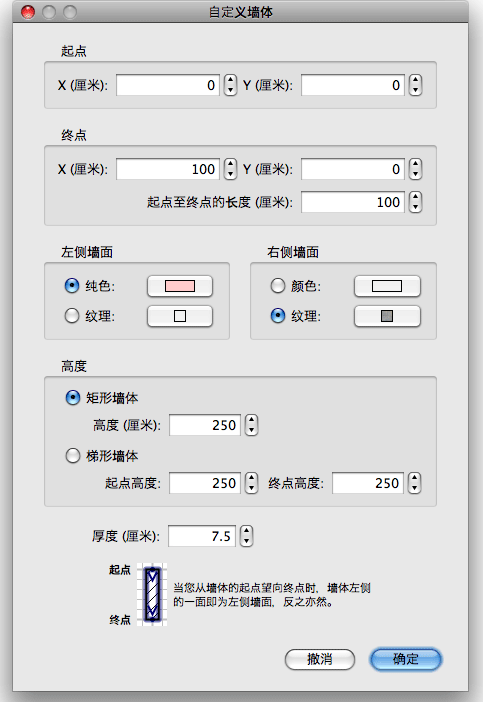 自定义墙体
起点
X (厘米): 0 Y (厘米): 0
终点
X (厘米): 100 Y (厘米): 0
起点至终点的长度 (厘米): 100
左侧墙面 右侧墙面
纯色: 颜色:
纹理: 纹理:
高度
矩形墙体
高度 (厘米): 250
梯形墙体
起点高度: 250 终点高度: 250
厚度 (厘米): 7.5
起点
当您从墙体的起点望向终点时，墙体左侧
的一面即为左侧墙面，反之亦然。
终点
撤消 确定